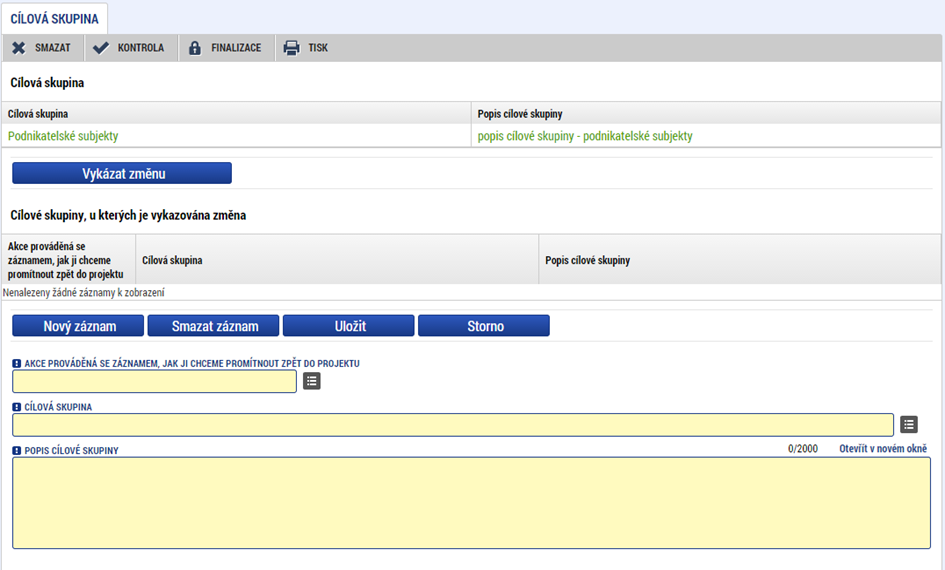 CÍLOVÁ SKUPINA
SMAZAT KONTROLA FINALIZACE TISK
Cílová skupina
Cílová skupina Popis cílové skupiny
Podnikatelské subjekty popis cílové skupiny - podnikatelské subjekty
Vykázat změnu
Cílové skupiny, u kterých je vykazována změna
Akce prováděná se
záznamem, jak ji chceme
promítnout zpět do projektu
Cílová skupina Popis cílové skupiny
Nenalezeny žádné záznamy k zobrazení
Nový záznam Smazat záznam Uložit Storno
AKCE PROVÁDĚNÁ SE ZÁZNAMEM, JAK JI CHCEME PROMÍTNOUT ZPĚT DO PROJEKTU
CÍLOVÁ SKUPINA
POPIS CÍLOVÉ SKUPINY 0/2000 Otevřít v novém okně